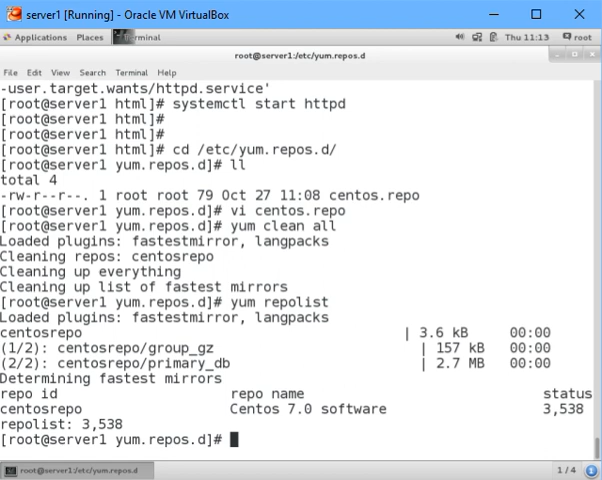 server1 [Running] - Oracle VM VirtualBox
Applications Places Terminal Thu 11:13 root
root@server1:/etc/yum.repos.d
File Edit View Search Terminal Help
-user.target.wants/httpd.service'
[root@server1 html]# systemctl start httpd
[root@server1 html]#
[root@server1 html]#
[root@server1 html]# cd /etc/yum.repos.d/
[root@server1 yum.repos.d]# ll
total 4
-rw-r--r--. 1 root root 79 Oct 27 11:08 centos.repo
[root@server1 yum.repos.d]# vi centos.repo
[root@server1 yum.repos.d]# yum clean all
Loaded plugins: fastestmirror, langpacks
Cleaning repos: centosrepo
Cleaning up everything
Cleaning up list of fastest mirrors
[root@server1 yum.repos.d]# yum repolist
Loaded plugins: fastestmirror, langpacks
centosrepo | 3.6 kB 00:00
(1/2): centosrepo/group_gz | 157 kB 00:00
(2/2): centosrepo/primary_db | 2.7 MB 00:00
Determining fastest mirrors
repo id repo name status
centosrepo Centos 7.0 software 3,538
repolist: 3,538
[root@server1 yum.repos.d]#
root@server1:/etc/yum.repos.d 1 / 4 1